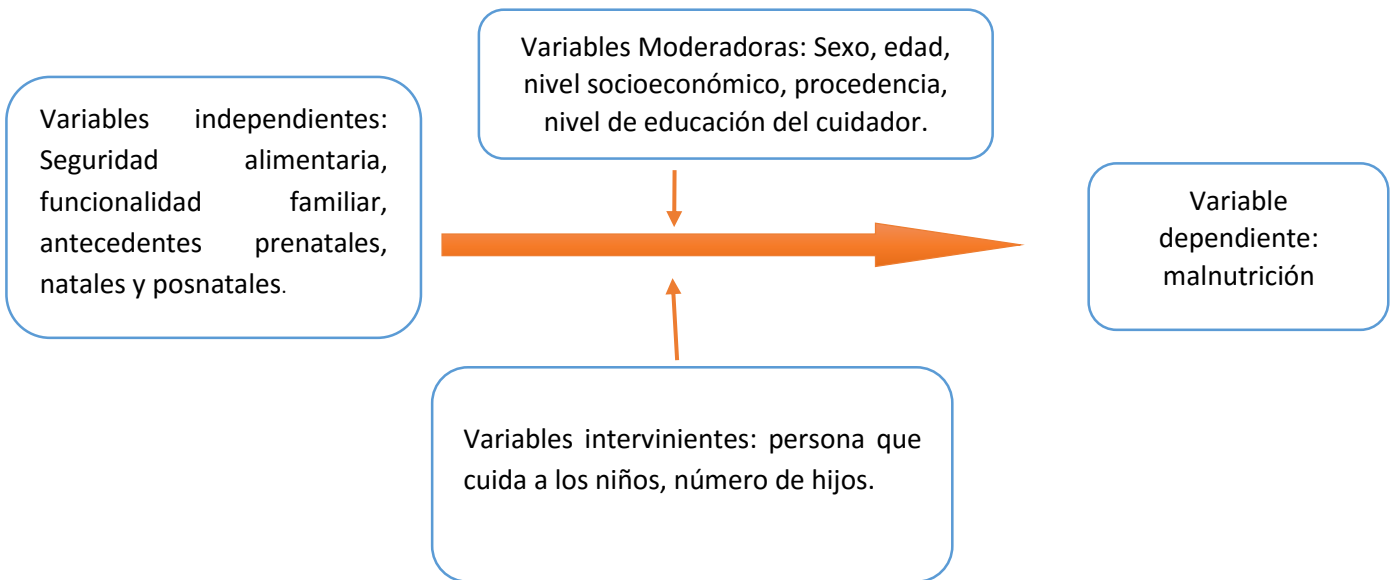 Variables Moderadoras: Sexo, edad,
nivel socioeconómico, procedencia,
nivel de educación del cuidador.
Variables independientes:
Seguridad alimentaria,
funcionalidad familiar,
antecedentes prenatales,
natales y posnatales.
Variable
dependiente:
malnutrición
Variables intervinientes: persona que
cuida a los niños, número de hijos.